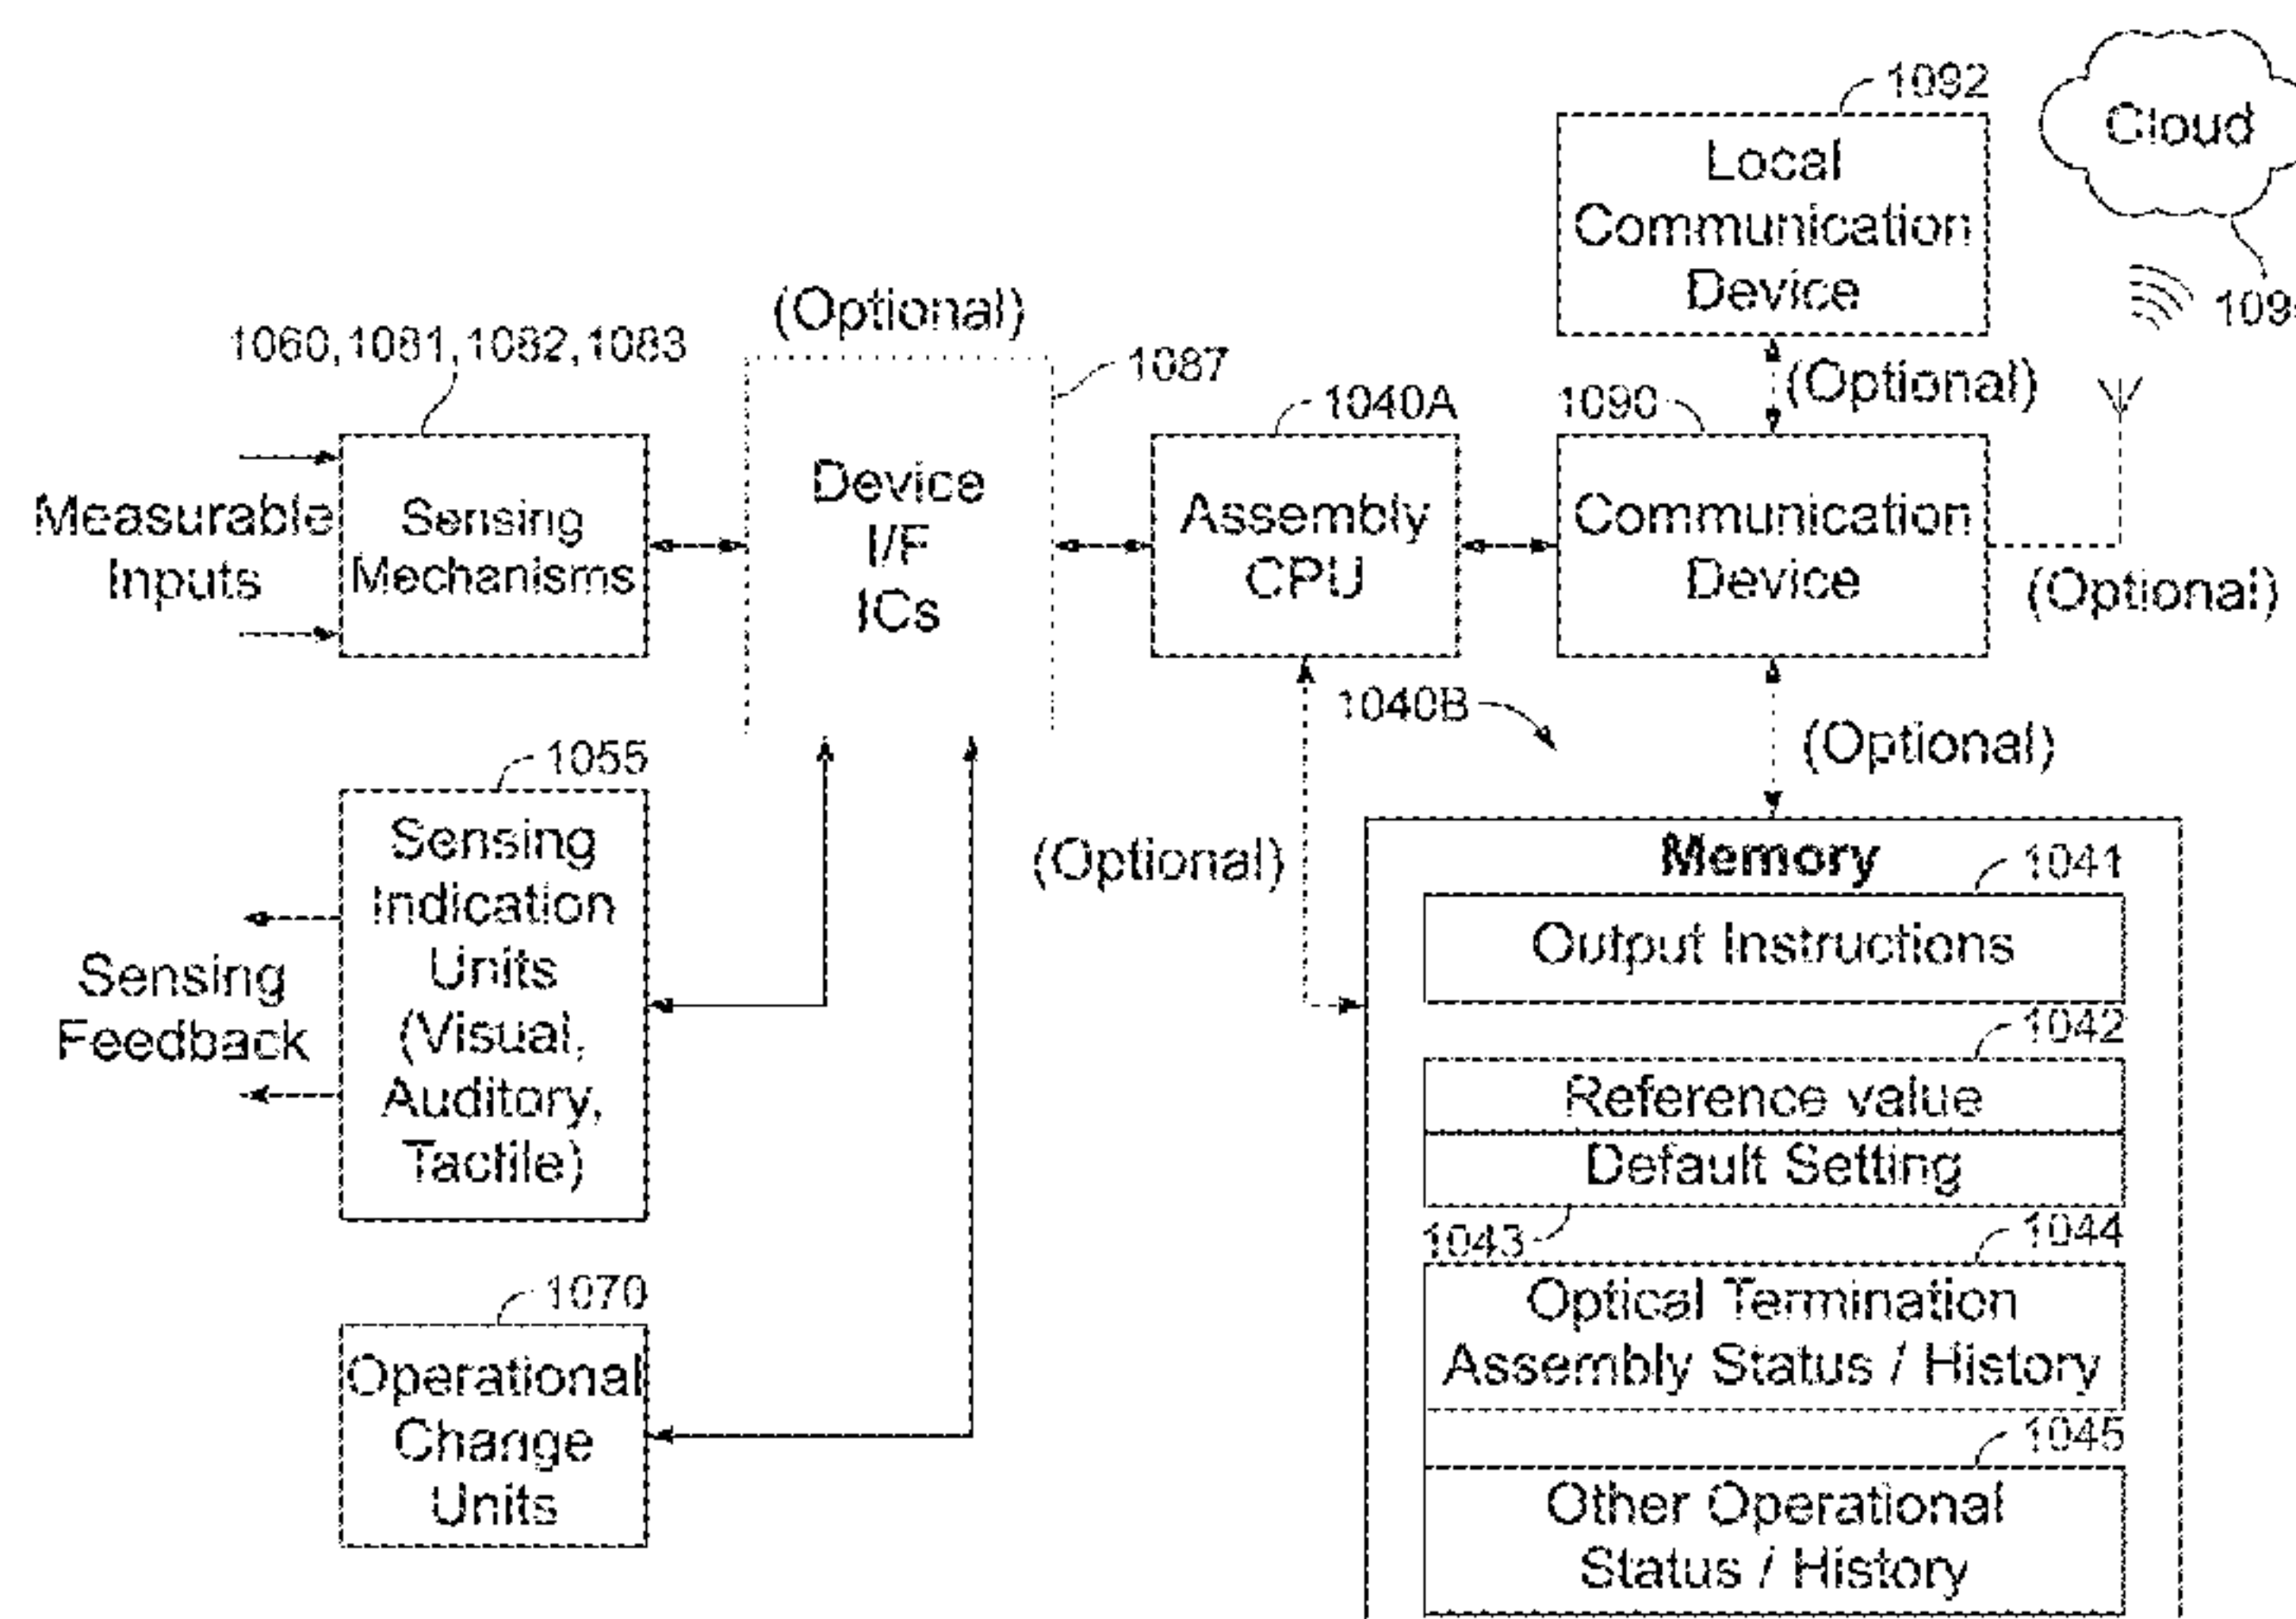 1092
Local
Communication
Device
Cloud
(Optional)
1060,1081,1082,1083
1087
(Optional)
1040A
1090
Measurable
Inputs
Sensing
Mechanisms
Device
I/F
ICs
Assembly
CPU
Communication
Device
(Optional)
1040B
(Optional)
1055
Sensing
Indication
Units
(Visual,
Auditory,
Tactile)
Sensing
Feedback
(Optional)
Memory
1041
Output Instructions
1042
Reference value
Default Setting
1043
1044
Optical Termination
Assembly Status / History
1045
Other Operational
Status / History
1070
Operational
Change
Units